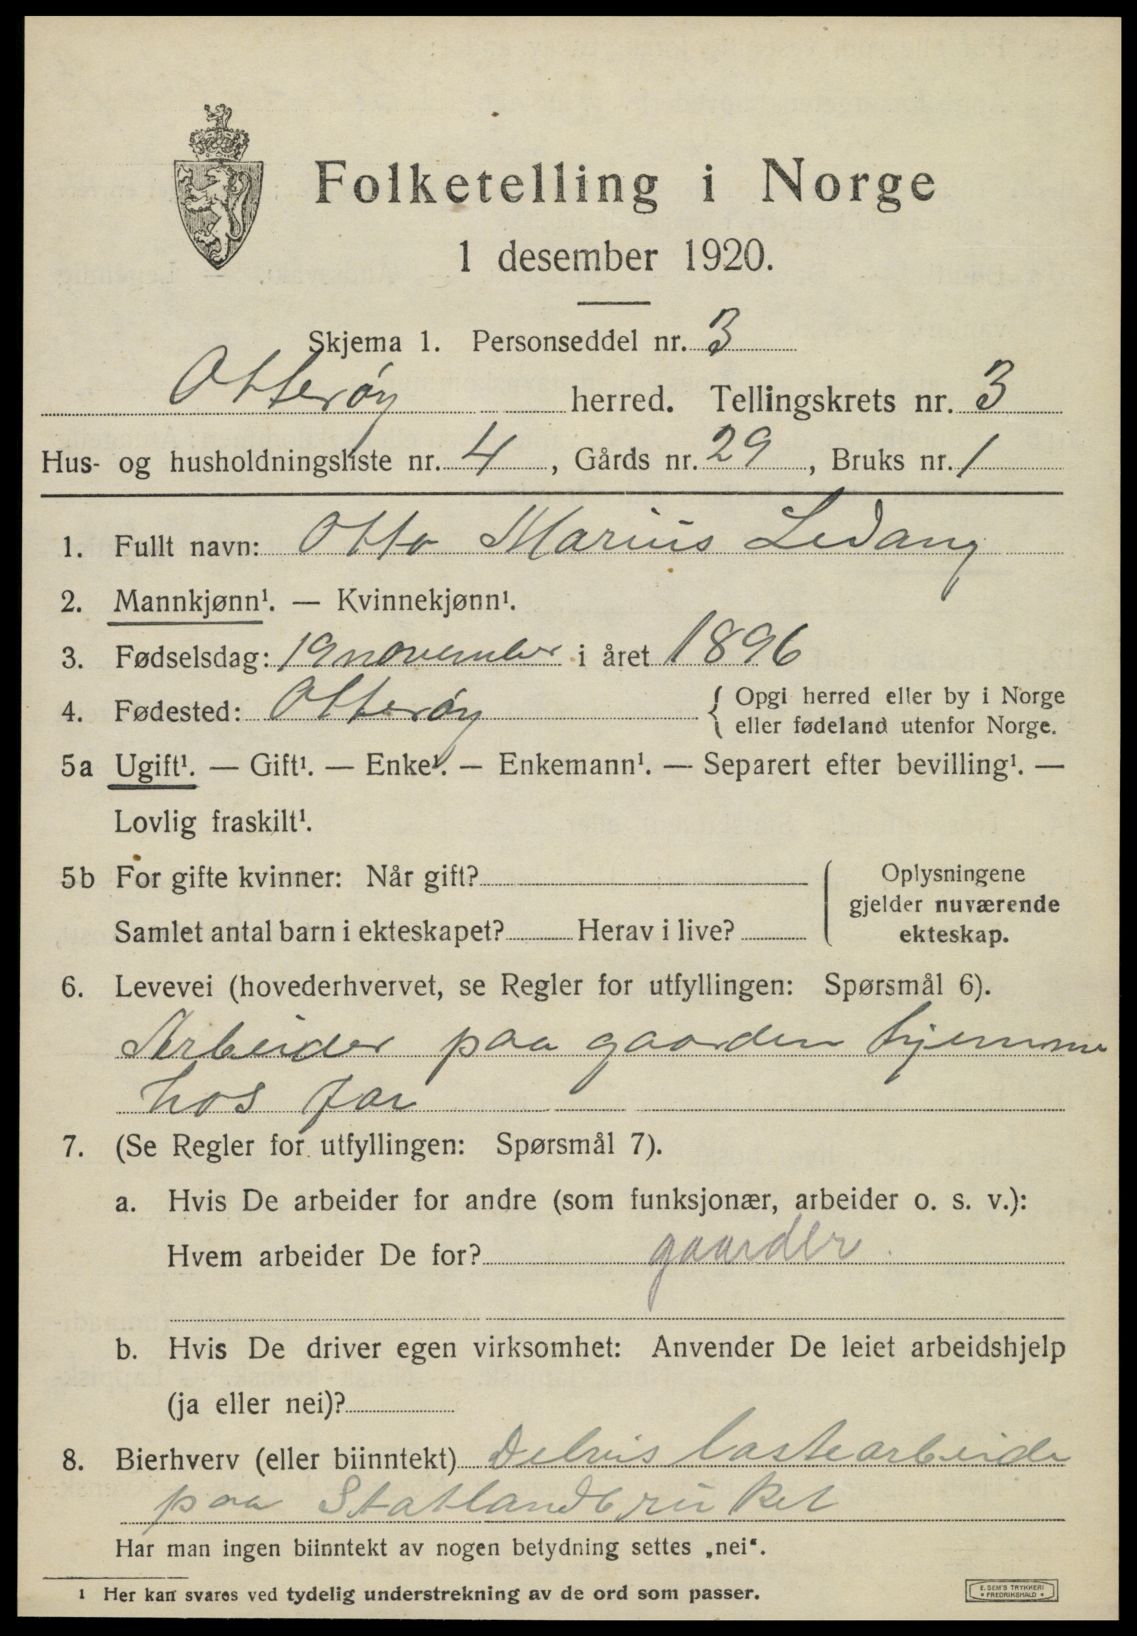 Folketelling i Norge
1 desember 1920.
Skjema 1. Personseddel nr. 3
Otterøy herred. Tellingskrets nr. 3
Hus- og husholdningsliste nr. 4, Gårds nr. 29, Bruks nr. 1
1. Fullt navn: Otto Marius Ledang
2. Mannkjønn¹. — Kvinnekjønn¹.
3. Fødselsdag: 19 november i året 1896
4. Fødested: Otterøy { Opgi herred eller by i Norge
eller fødeland utenfor Norge.
5a Ugift¹. — Gift¹. — Enke¹. — Enkemann¹. — Separert efter bevilling¹. —
Lovlig fraskilt¹.
5b For gifte kvinner: Når gift?
Samlet antal barn i ekteskapet? Herav i live?
Oplysningene
gjelder nuværende
ekteskap.
6. Levevei (hovederhvervet, se Regler for utfyllingen: Spørsmål 6).
Arbeider paa gaarden hjemme
hos far
7. (Se Regler for utfyllingen: Spørsmål 7).
a. Hvis De arbeider for andre (som funksjonær, arbeider o. s. v.):
Hvem arbeider De for? gaardbr.
b. Hvis De driver egen virksomhet: Anvender De leiet arbeidshjelp
(ja eller nei)?
8. Bierhverv (eller biinntekt) Delvis lastearbeide
paa Statlandbruket
Har man ingen biinntekt av nogen betydning settes „nei“.
1 Her kan svares ved tydelig understrekning av de ord som passer.
E. SEM'S TRYKKERI
FREDRIKSHALD